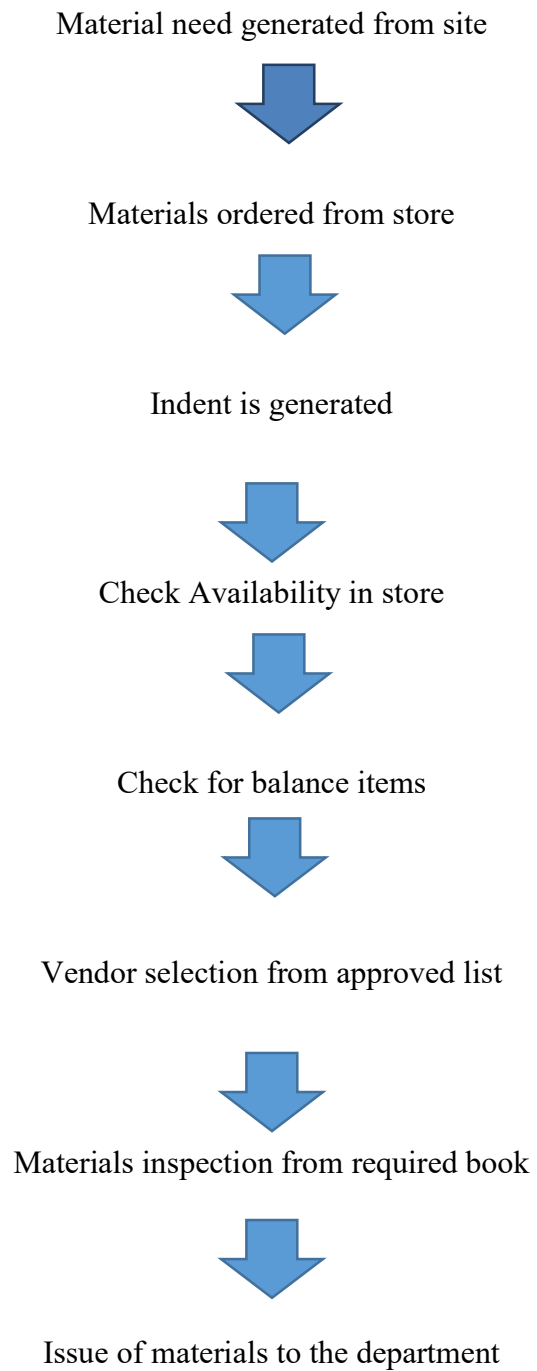 Material need generated from site
Materials ordered from store
Indent is generated
Check Availability in store
Check for balance items
Vendor selection from approved list
Materials inspection from required book
Issue of materials to the department